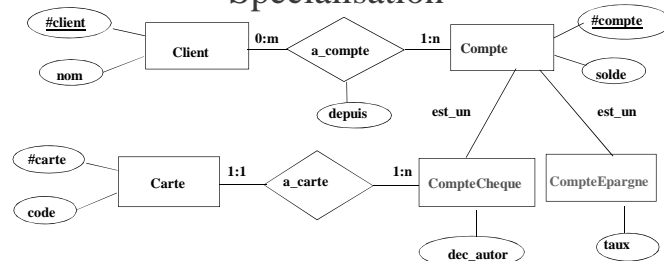 Spécialisation
#client
#compte
Client
0:m
a_compte
1:n
Compte
nom
solde
depuis
est_un
est_un
#carte
Carte
1:1
a_carte
1:n
CompteCheque
CompteEpargne
code
dec_autor
taux